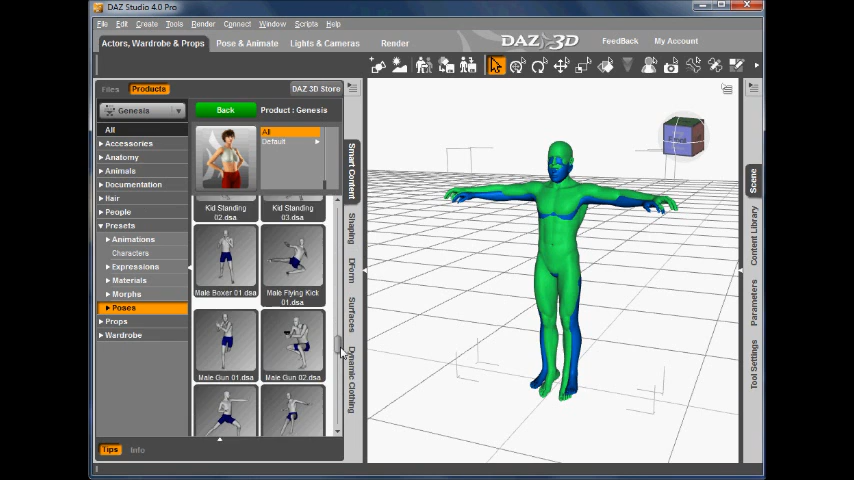 DAZ Studio 4.0 Pro
File Edit Create Tools Render Connect Window Scripts Help
Actors, Wardrobe & Props Pose & Animate Lights & Cameras Render
DAZ 3D
FeedBack My Account
Files Products DAZ 3D Store
Genesis
Back Product : Genesis
All
Accessories
Anatomy
Animals
Documentation
Hair
People
Presets
Animations
Characters
Expressions
Materials
Morphs
Poses
Props
Wardrobe
All
Default
Kid Standing
02.dsa
Kid Standing
03.dsa
Male Boxer 01.dsa
Male Flying Kick
01.dsa
Male Gun 01.dsa
Male Gun 02.dsa
Smart Content
Shaping
DForm
Surfaces
Dynamic Clothing
Scene
Content Library
Parameters
Tool Settings
Tips Info